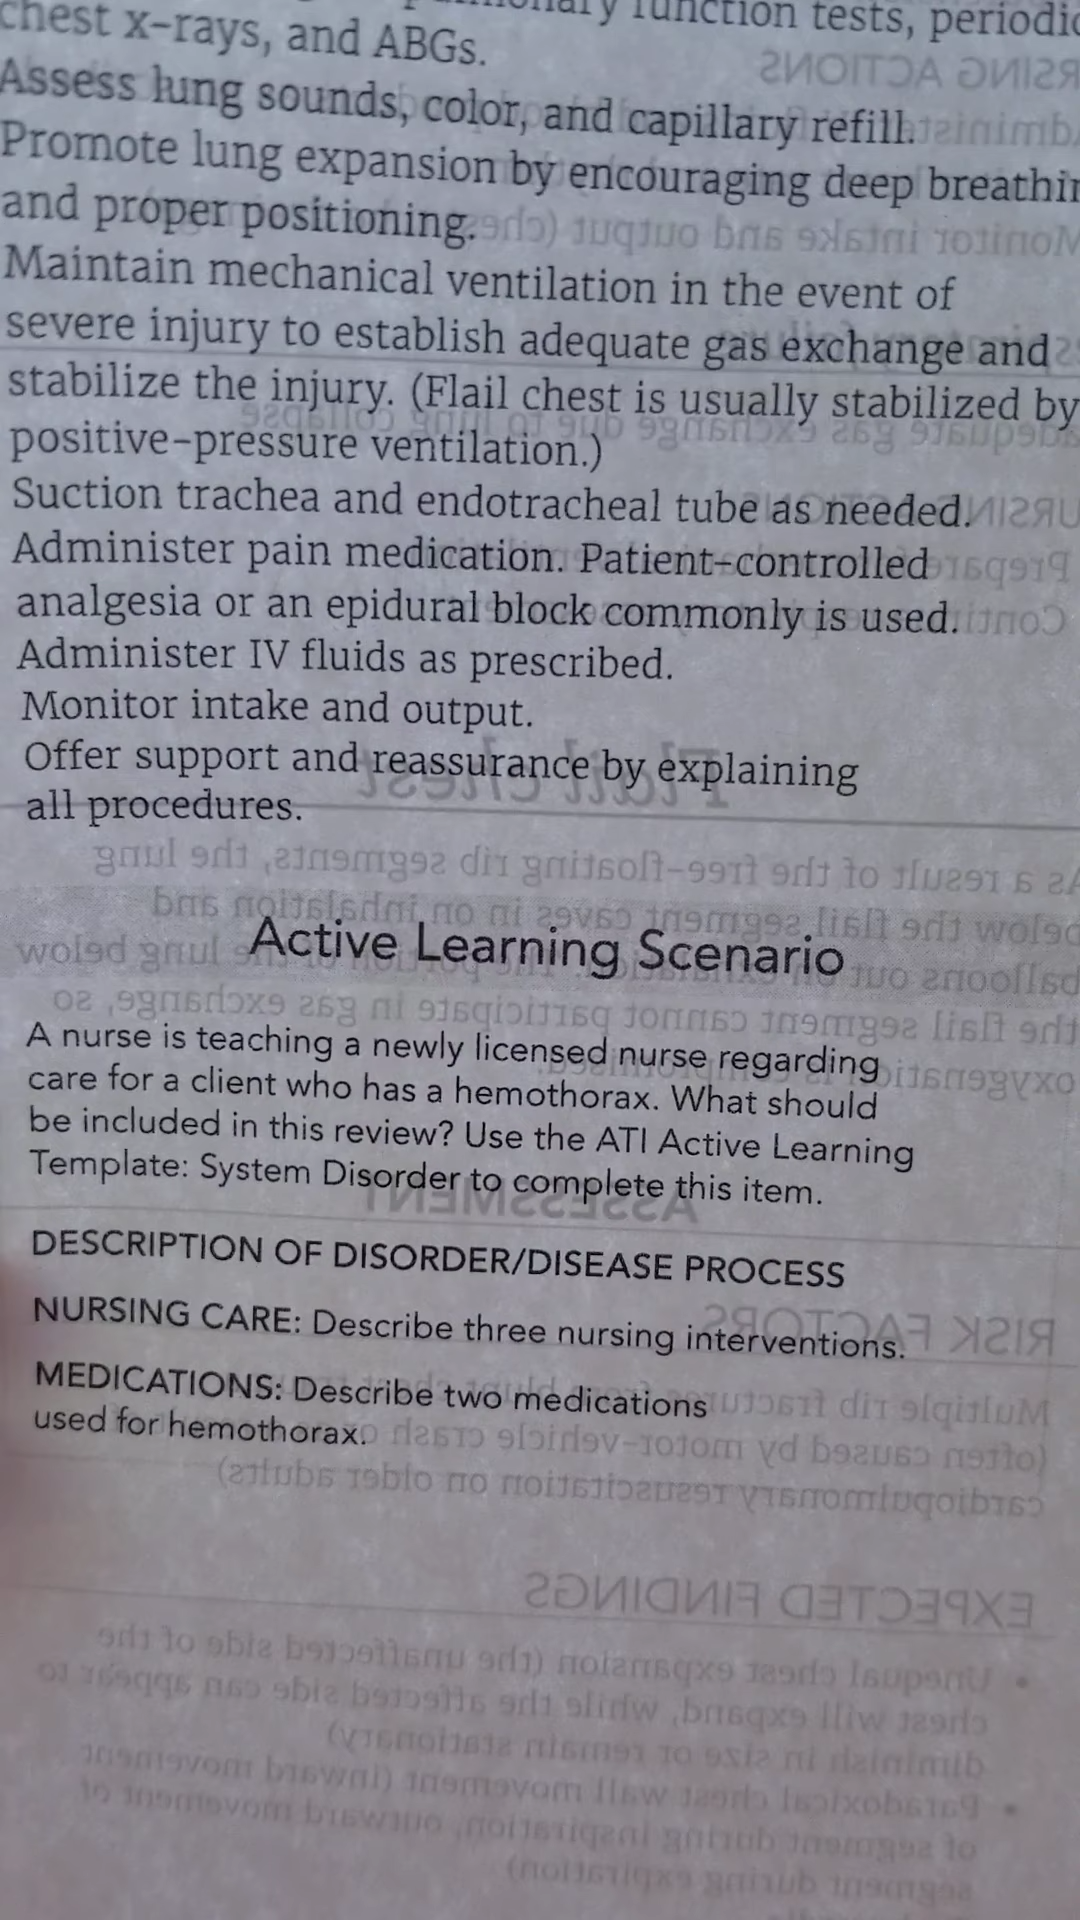 function tests, periodic
chest x-rays, and ABGs.
Assess lung sounds, color, and capillary refill.
Promote lung expansion by encouraging deep
and proper positioning.
Maintain mechanical ventilation in the event of
severe injury to establish adequate gas exchange and
stabilize the injury. (Flail chest is usually stabilized by
positive-pressure ventilation.)
Suction trachea and endotracheal tube as needed.
Administer pain medication. Patient-controlled
analgesia or an epidural block commonly is used.
Administer IV fluids as prescribed.
Monitor intake and output.
Offer support and reassurance by explaining
all procedures.
Active Learning Scenario
A nurse is teaching a newly licensed nurse regarding
care for a client who has a hemothorax. What should
be included in this review? Use the ATI Active Learning
Template: System Disorder to complete this item.
DESCRIPTION OF DISORDER/DISEASE PROCESS
NURSING CARE: Describe three nursing interventions.
MEDICATIONS: Describe two medications
used for hemothorax.